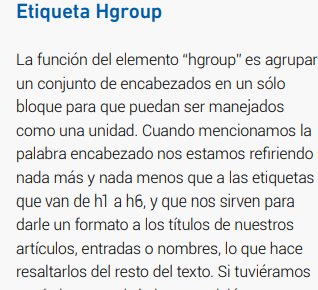 Etiqueta Hgroup
La función del elemento “hgroup” es agrupar
un conjunto de encabezados en un sólo
bloque para que puedan ser manejados
como una unidad. Cuando mencionamos la
palabra encabezado nos estamos refiriendo
nada más y nada menos que a las etiquetas
que van de h1 a h6, y que nos sirven para
darle un formato a los títulos de nuestros
artículos, entradas o nombres, lo que hace
resaltarlos del resto del texto. Si tuviéramos